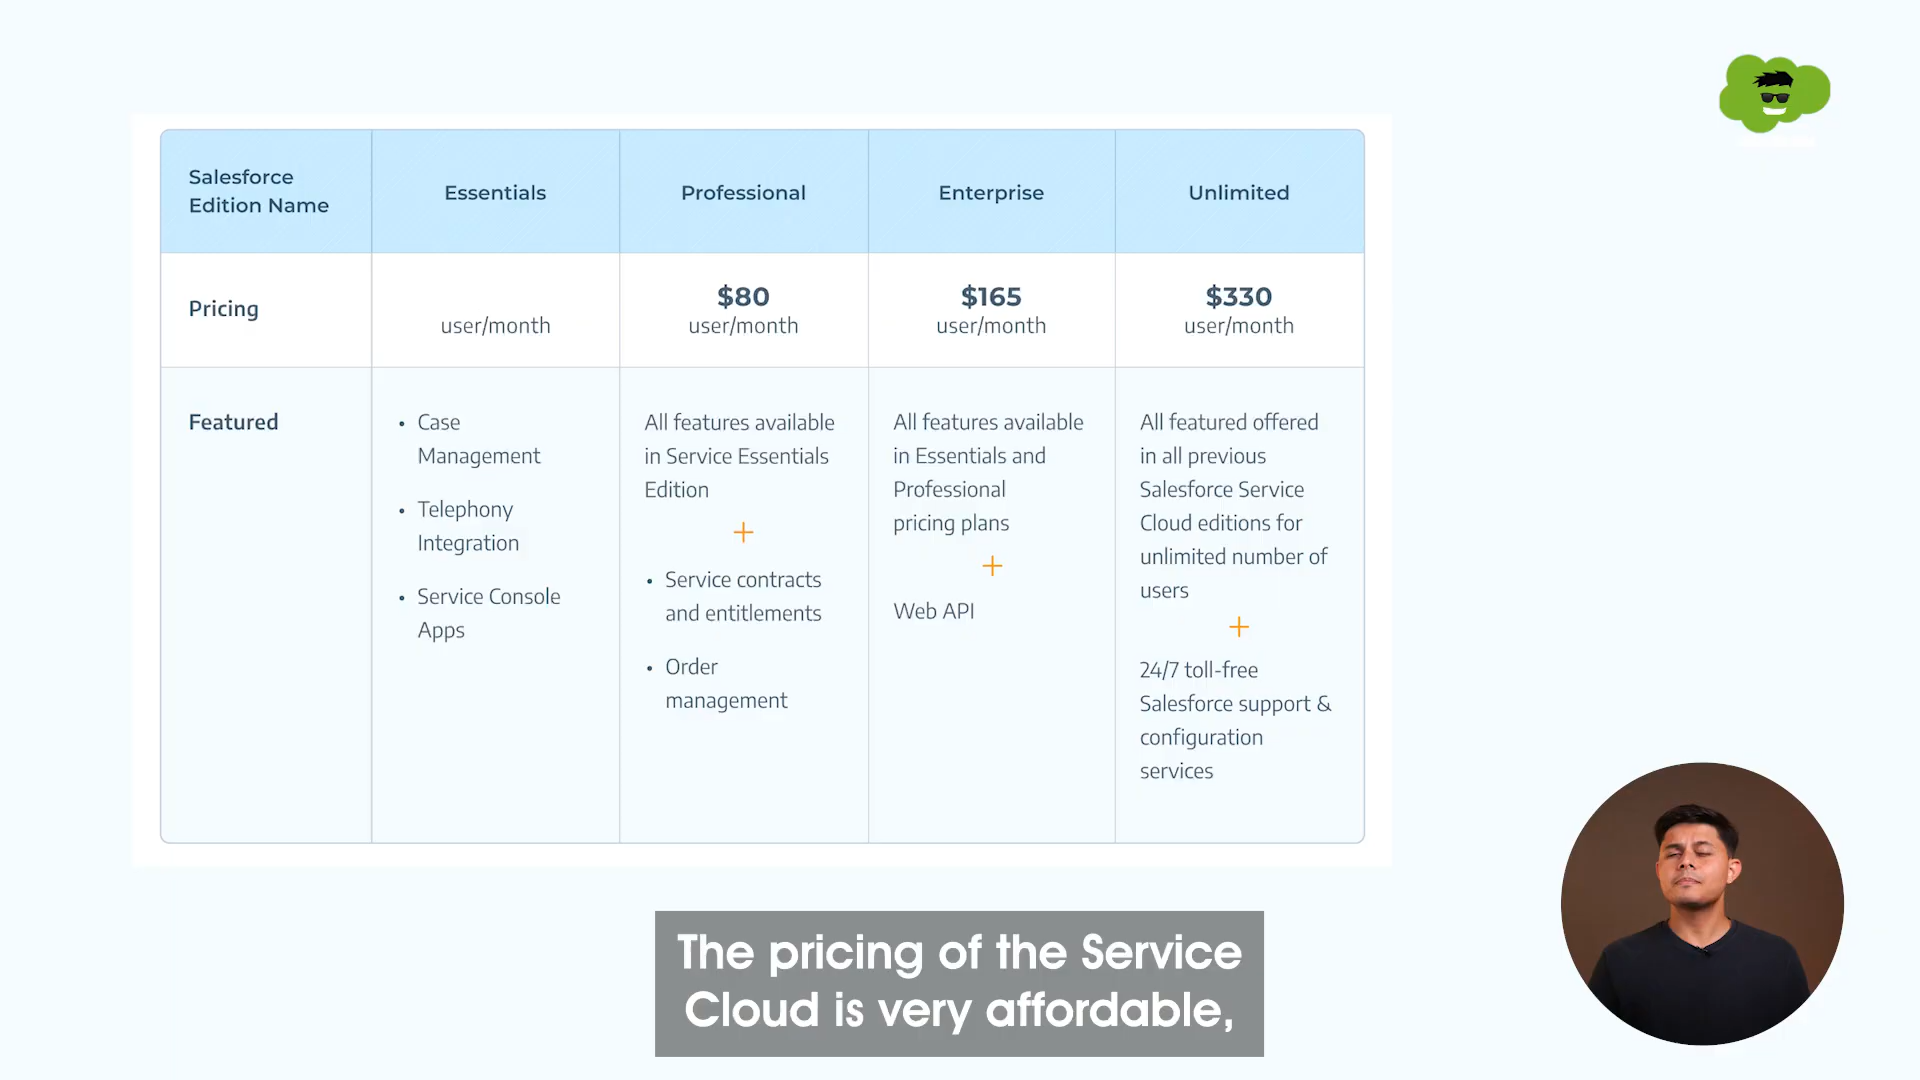 Salesforce
Edition Name
Essentials
Professional
Enterprise
Unlimited
Pricing
user/month
$80
user/month
$165
user/month
$330
user/month
Featured
• Case
Management
• Telephony
Integration
• Service Console
Apps
All features available
in Service Essentials
Edition
+
• Service contracts
and entitlements
• Order
management
All features available
in Essentials and
Professional
pricing plans
+
Web API
All featured offered
in all previous
Salesforce Service
Cloud editions for
unlimited number of
users
+
24/7 toll-free
Salesforce support &
configuration
services
The pricing of the Service
Cloud is very affordable,